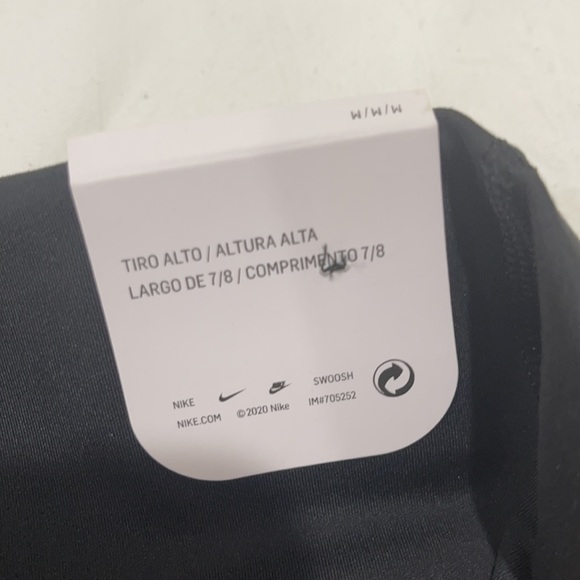 M/M/M
TIRO ALTO / ALTURA ALTA
LARGO DE 7/8 / COMPRIMENTO 7/8
NIKE SWOOSH
NIKE.COM ©2020 Nike IM#705252